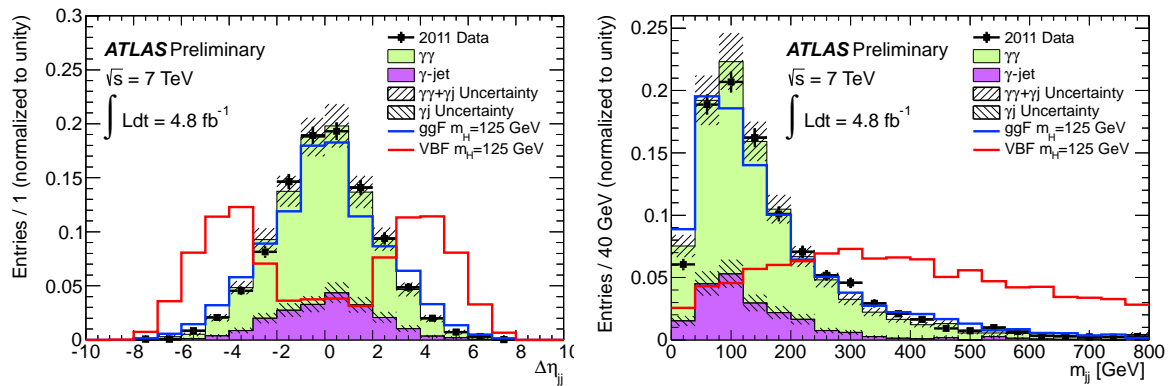 Entries / 1 (normalized to unity)
0.3
0.25
0.2
0.15
0.1
0.05
0
ATLAS Preliminary
√s = 7 TeV
∫ Ldt = 4.8 fb⁻¹
2011 Data
γγ
γ-jet
γγ+γj Uncertainty
γj Uncertainty
ggF m_H=125 GeV
VBF m_H=125 GeV
-10 -8 -6 -4 -2 0 2 4 6 8 10
Δη_jj
Entries / 40 GeV (normalized to unity)
0.25
0.2
0.15
0.1
0.05
0
ATLAS Preliminary
√s = 7 TeV
∫ Ldt = 4.8 fb⁻¹
2011 Data
γγ
γ-jet
γγ+γj Uncertainty
γj Uncertainty
ggF m_H=125 GeV
VBF m_H=125 GeV
0 100 200 300 400 500 600 700 800
m_jj [GeV]